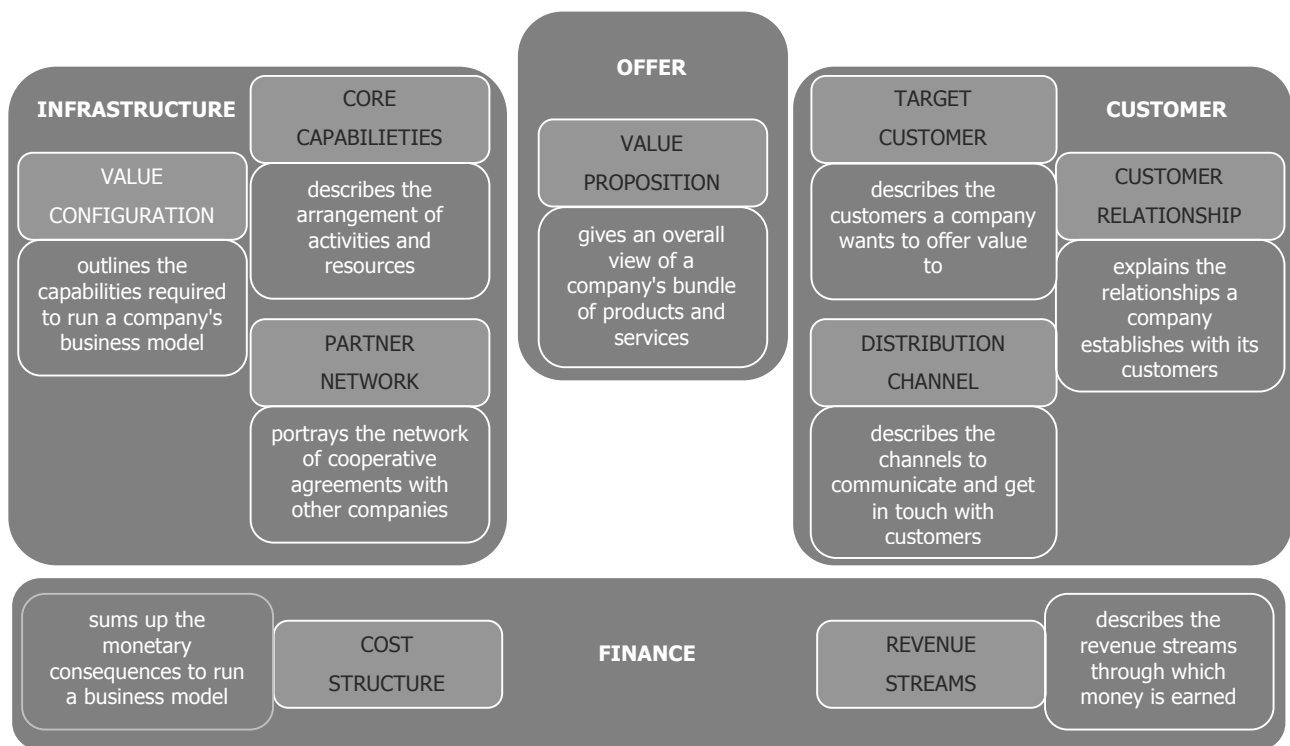 INFRASTRUCTURE
CORE
CAPABILIETIES
describes the
arrangement of
activities and
resources
VALUE
CONFIGURATION
outlines the
capabilities required
to run a company's
business model
PARTNER
NETWORK
portrays the network
of cooperative
agreements with
other companies
OFFER
VALUE
PROPOSITION
gives an overall
view of a
company's bundle
of products and
services
CUSTOMER
TARGET
CUSTOMER
describes the
customers a company
wants to offer value
to
CUSTOMER
RELATIONSHIP
explains the
relationships a
company
establishes with its
customers
DISTRIBUTION
CHANNEL
describes the
channels to
communicate and get
in touch with
customers
sums up the
monetary
consequences to run
a business model
COST
STRUCTURE
FINANCE
REVENUE
STREAMS
describes the
revenue streams
through which
money is earned